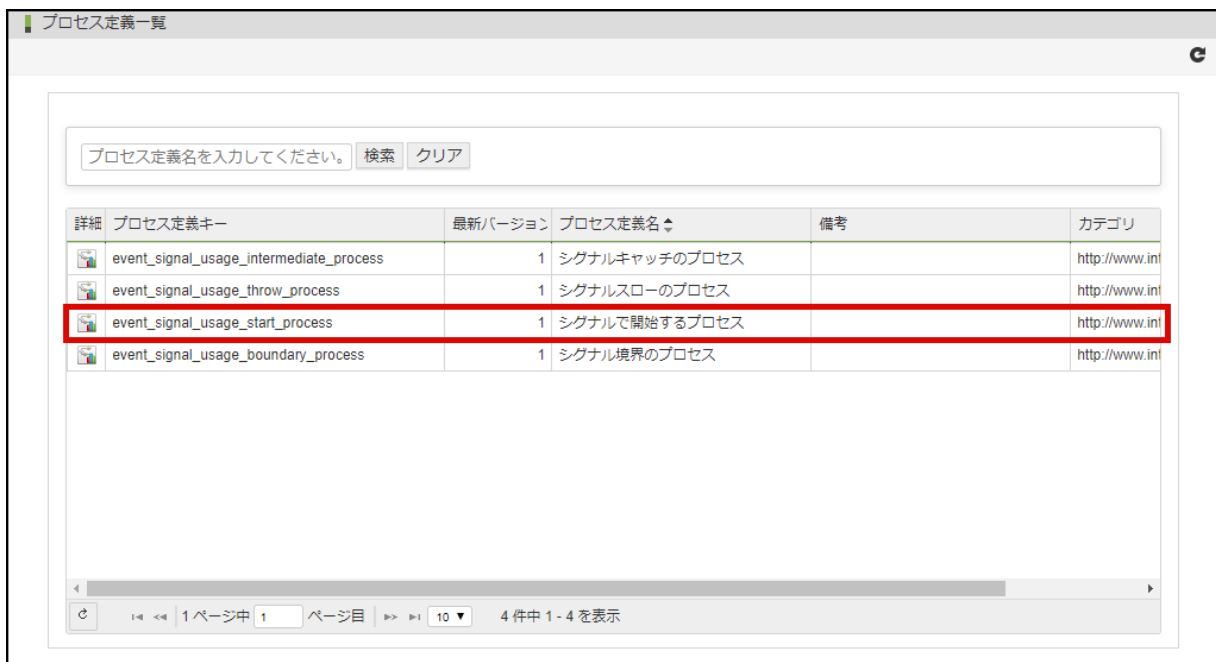 プロセス定義一覧
プロセス定義名を入力してください。 検索 クリア
詳細 プロセス定義キー 最新バージョン プロセス定義名 備考 カテゴリ
event_signal_usage_intermediate_process 1 シグナルキャッチのプロセス http://www.int
event_signal_usage_throw_process 1 シグナルスローのプロセス http://www.int
event_signal_usage_start_process 1 シグナルで開始するプロセス http://www.int
event_signal_usage_boundary_process 1 シグナル境界のプロセス http://www.int
1 ページ中 1 ページ目 10 4 件中 1 - 4 を表示